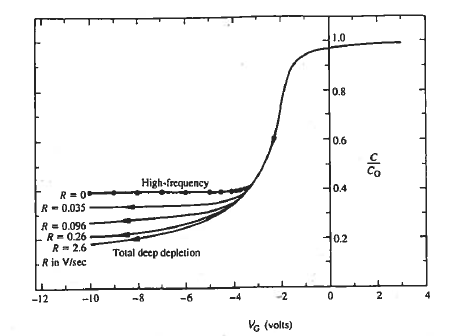 1.0
0.8
0.6
C
C₀
0.4
0.2
High-frequency
R = 0
R = 0.035
R = 0.096
R = 0.26
R = 2.6
R in V/sec
Total deep depletion
−12 −10 −8 −6 −4 −2 0 2 4
V_G (volts)